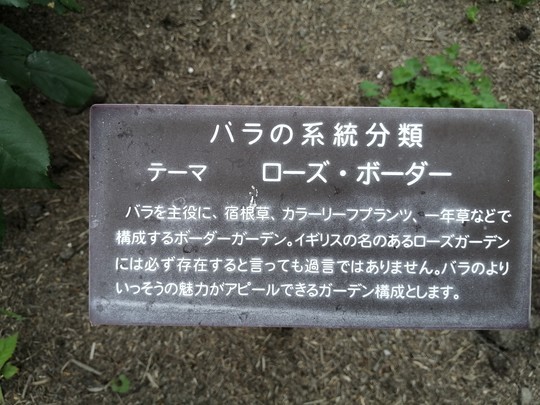 バラの系統分類
テーマ　ローズ・ボーダー
バラを主役に、宿根草、カラーリーフプランツ、一年草などで
構成するボーダーガーデン。イギリスの名のあるローズガーデン
には必ず存在すると言っても過言ではありません。バラのより
いっそうの魅力がアピールできるガーデン構成とします。